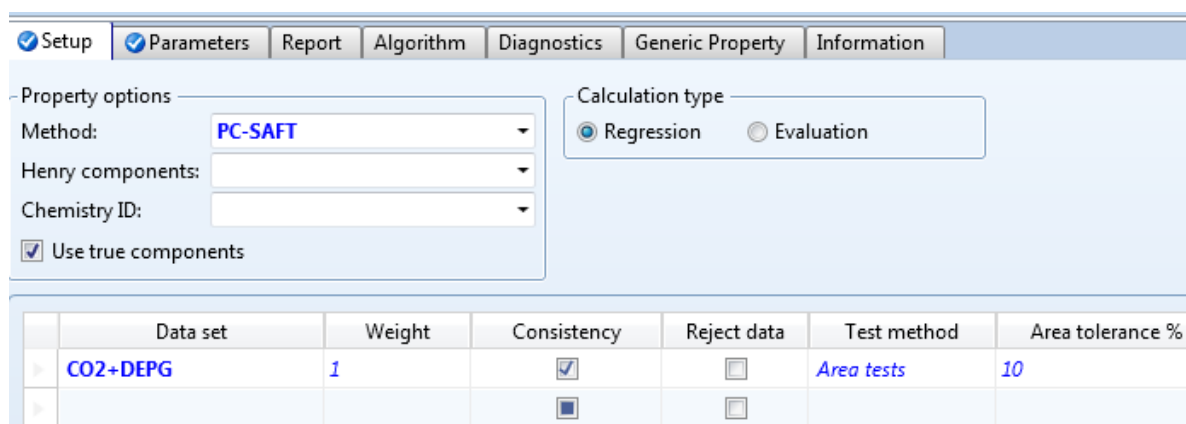 Setup Parameters Report Algorithm Diagnostics Generic Property Information
Property options
Calculation type
Method: PC-SAFT
Regression Evaluation
Henry components:
Chemistry ID:
Use true components
Data set Weight Consistency Reject data Test method Area tolerance %
CO2+DEPG 1 Area tests 10